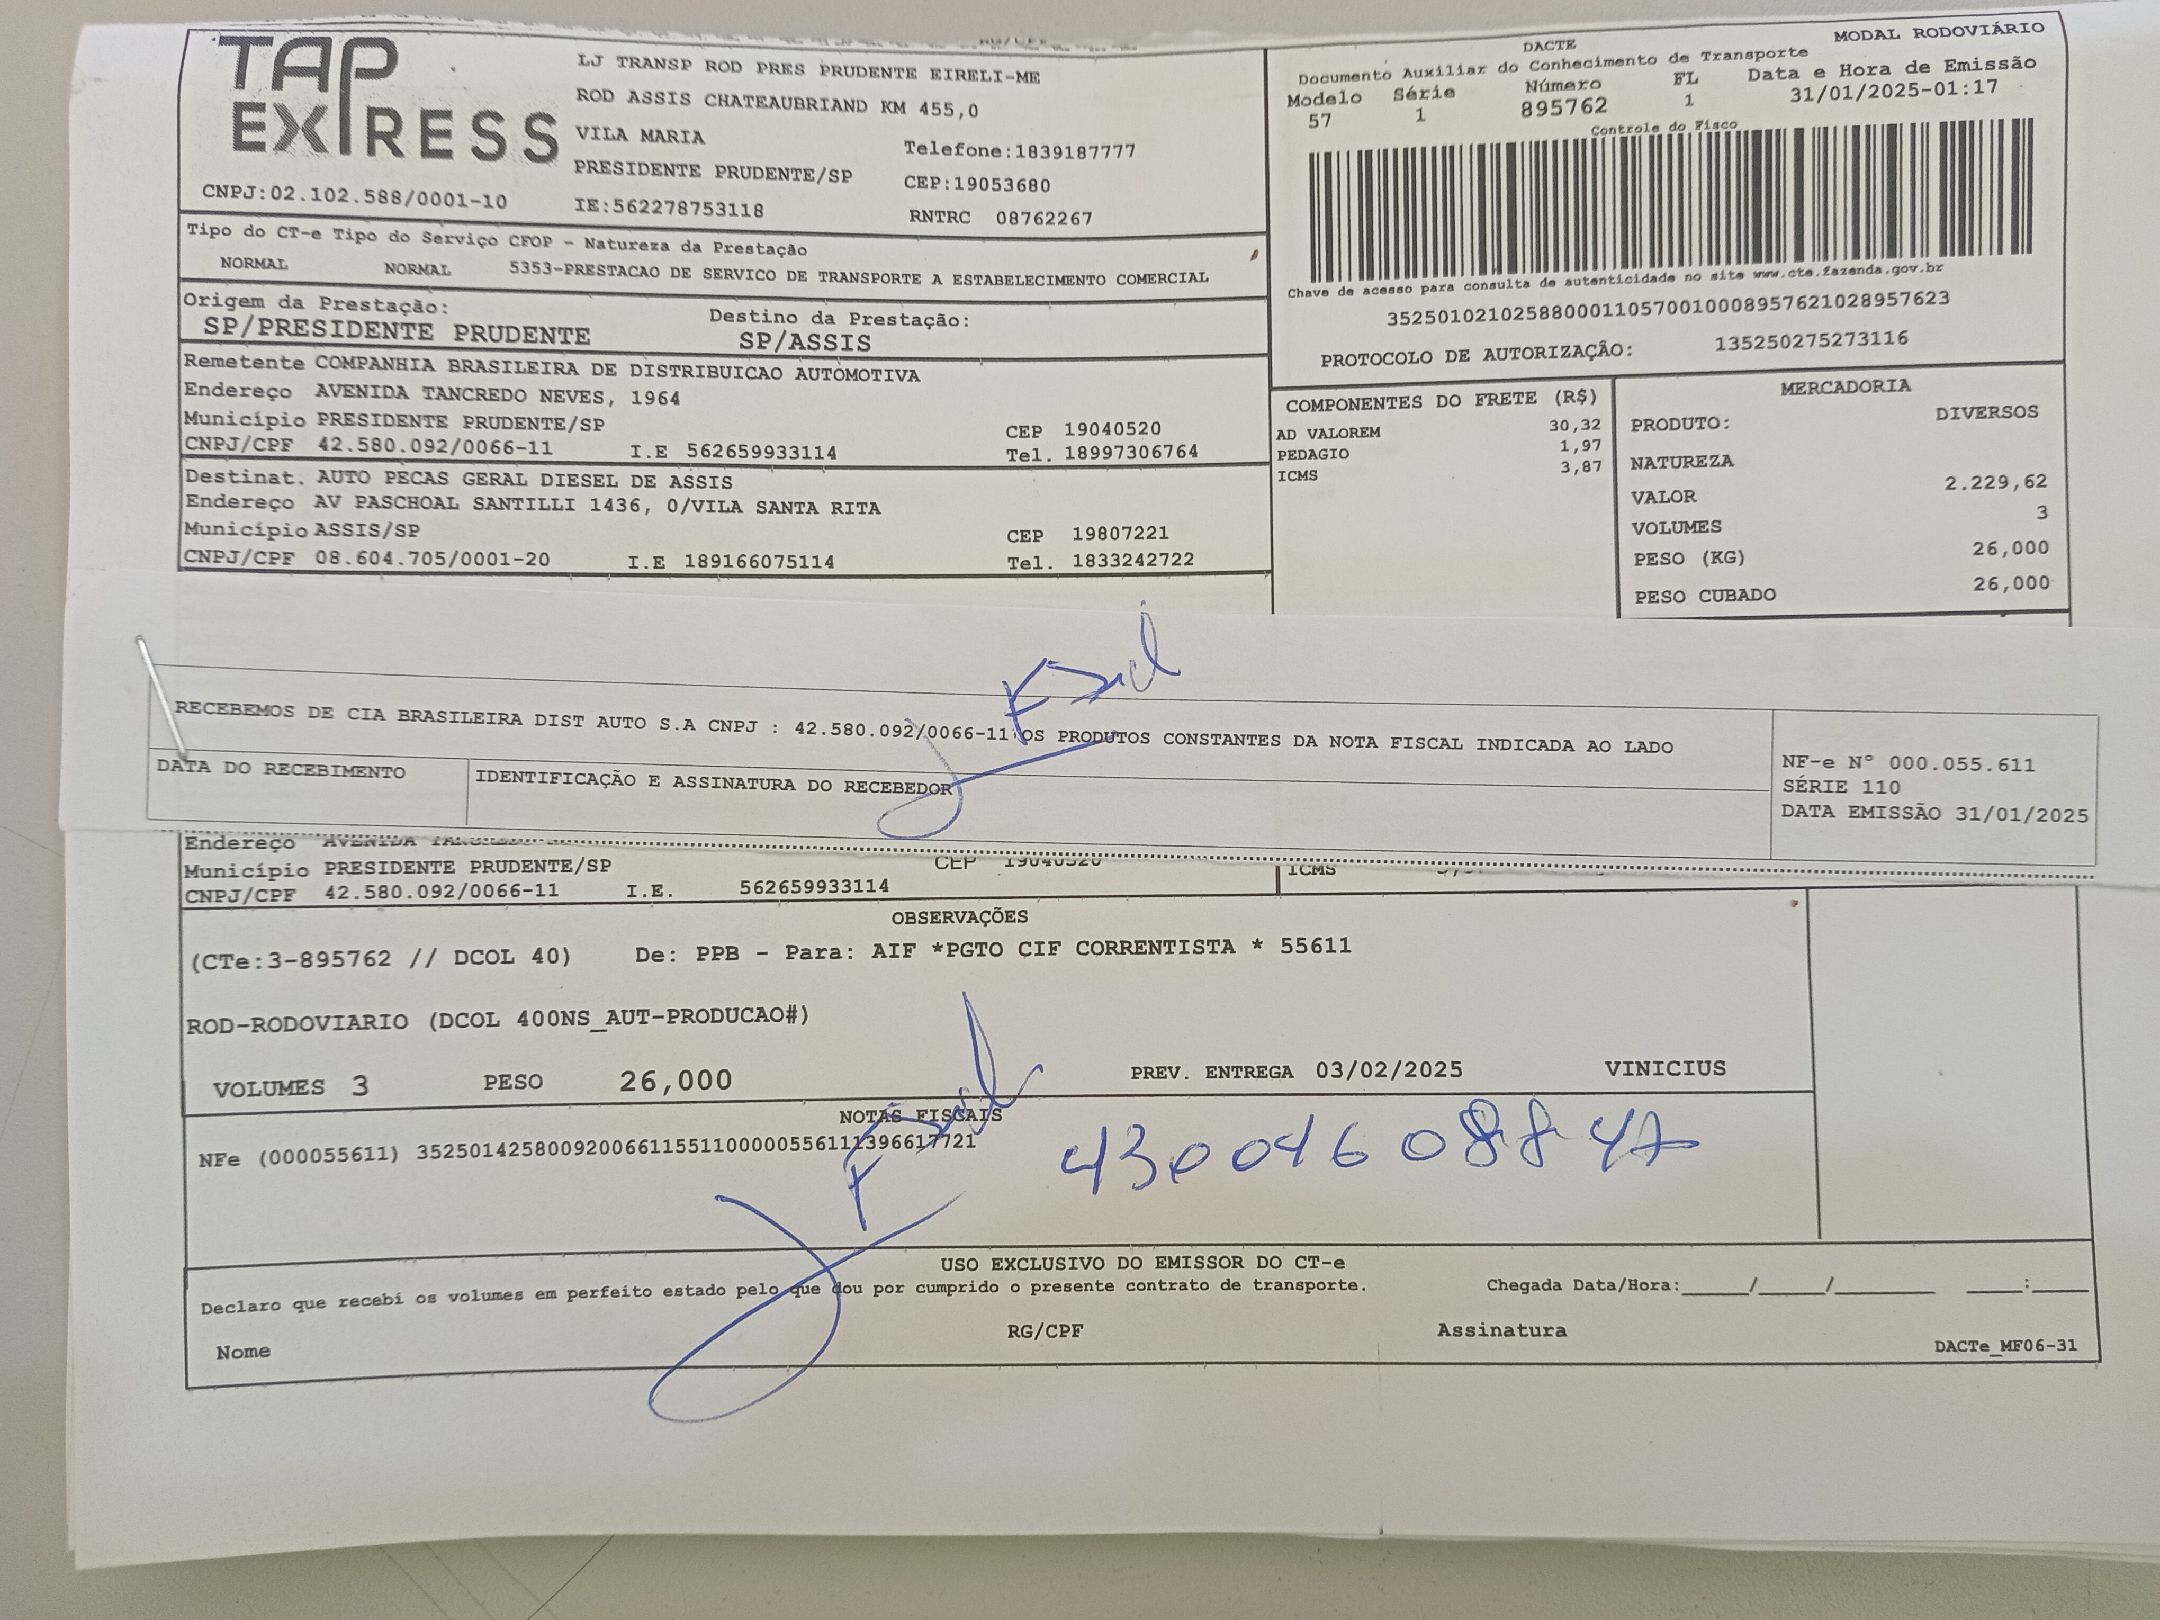 TAP EXPRESS
LJ TRANSP ROD PRES PRUDENTE EIRELI-ME
ROD ASSIS CHATEAUBRIAND KM 455,0
VILA MARIA
Telefone:1839187777
PRESIDENTE PRUDENTE/SP
CEP:19053680
CNPJ:02.102.588/0001-10
IE:562278753118
RNTRC 08762267
DACTE
MODAL RODOVIÁRIO
Documento Auxiliar do Conhecimento de Transporte
Modelo Série Número FL Data e Hora de Emissão
57 1 895762 1 31/01/2025-01:17
Controle do Fisco
Chave de acesso para consulta de autenticidade no site www.cte.fazenda.gov.br
35250102102588000110570010008957621028957623
PROTOCOLO DE AUTORIZAÇÃO: 135250275273116
Tipo do CT-e Tipo do Serviço CFOP - Natureza da Prestação
NORMAL NORMAL 5353-PRESTACAO DE SERVICO DE TRANSPORTE A ESTABELECIMENTO COMERCIAL
Origem da Prestação: Destino da Prestação:
SP/PRESIDENTE PRUDENTE SP/ASSIS
Remetente COMPANHIA BRASILEIRA DE DISTRIBUICAO AUTOMOTIVA
Endereço AVENIDA TANCREDO NEVES, 1964
Município PRESIDENTE PRUDENTE/SP CEP 19040520
CNPJ/CPF 42.580.092/0066-11 I.E 562659933114 Tel. 18997306764
Destinat. AUTO PECAS GERAL DIESEL DE ASSIS
Endereço AV PASCHOAL SANTILLI 1436, 0/VILA SANTA RITA
Município ASSIS/SP CEP 19807221
CNPJ/CPF 08.604.705/0001-20 I.E 189166075114 Tel. 1833242722
COMPONENTES DO FRETE (R$)
AD VALOREM 30,32
PEDAGIO 1,97
ICMS 3,87
MERCADORIA
PRODUTO: DIVERSOS
NATUREZA
VALOR 2.229,62
VOLUMES 3
PESO (KG) 26,000
PESO CUBADO 26,000
RECEBEMOS DE CIA BRASILEIRA DIST AUTO S.A CNPJ : 42.580.092/0066-11 OS PRODUTOS CONSTANTES DA NOTA FISCAL INDICADA AO LADO
DATA DO RECEBIMENTO
IDENTIFICAÇÃO E ASSINATURA DO RECEBEDOR
NF-e N° 000.055.611
SÉRIE 110
DATA EMISSÃO 31/01/2025
Endereço AVENIDA
Município PRESIDENTE PRUDENTE/SP CEP 19040520
CNPJ/CPF 42.580.092/0066-11 I.E. 562659933114
ICMS
OBSERVAÇÕES
(CTe:3-895762 // DCOL 40) De: PPB - Para: AIF *PGTO CIF CORRENTISTA * 55611
ROD-RODOVIARIO (DCOL 400NS_AUT-PRODUCAO#)
VOLUMES 3 PESO 26,000 PREV. ENTREGA 03/02/2025 VINICIUS
NOTAS FISCAIS
NFe (000055611) 35250142580092006611551100000556111396617721
USO EXCLUSIVO DO EMISSOR DO CT-e
Declaro que recebi os volumes em perfeito estado pelo que dou por cumprido o presente contrato de transporte.
Chegada Data/Hora:_____/_____/_______ ____:____
Nome RG/CPF Assinatura
DACTe_MF06-31